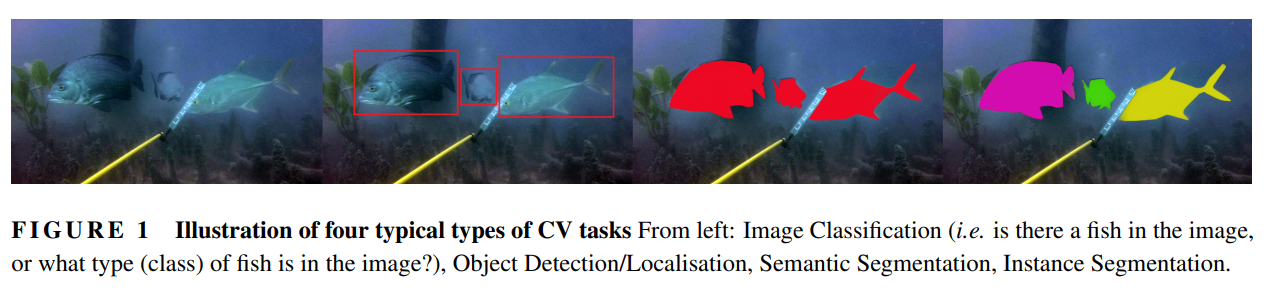 FIGURE 1 Illustration of four typical types of CV tasks From left: Image Classification (i.e. is there a fish in the image,
or what type (class) of fish is in the image?), Object Detection/Localisation, Semantic Segmentation, Instance Segmentation.